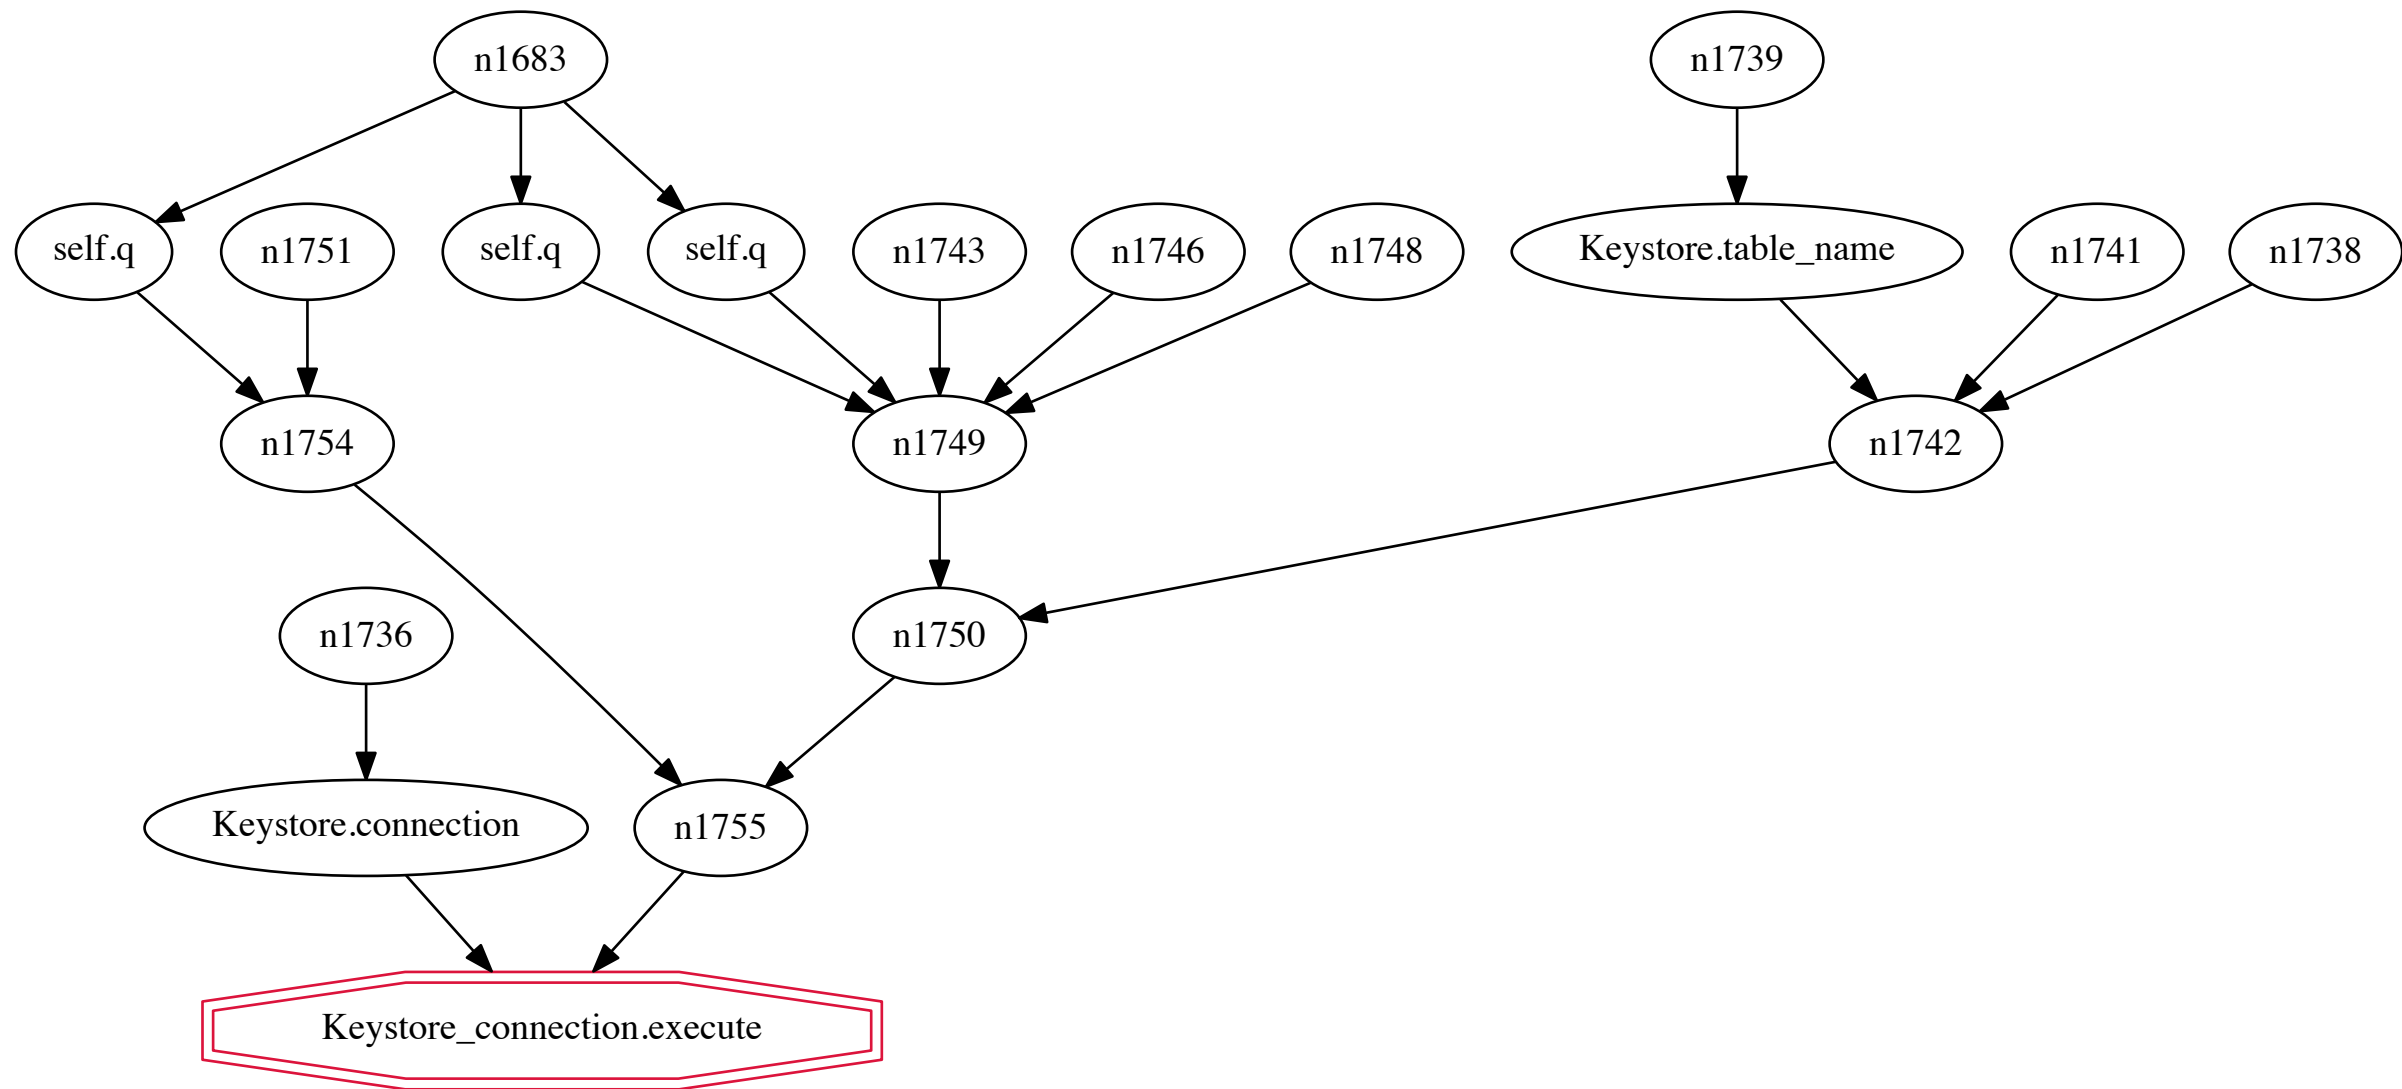 n1683
n1739
self.q
n1751
self.q
self.q
n1743
n1746
n1748
Keystore.table_name
n1741
n1738
n1754
n1749
n1742
n1736
n1750
Keystore.connection
n1755
Keystore_connection.execute